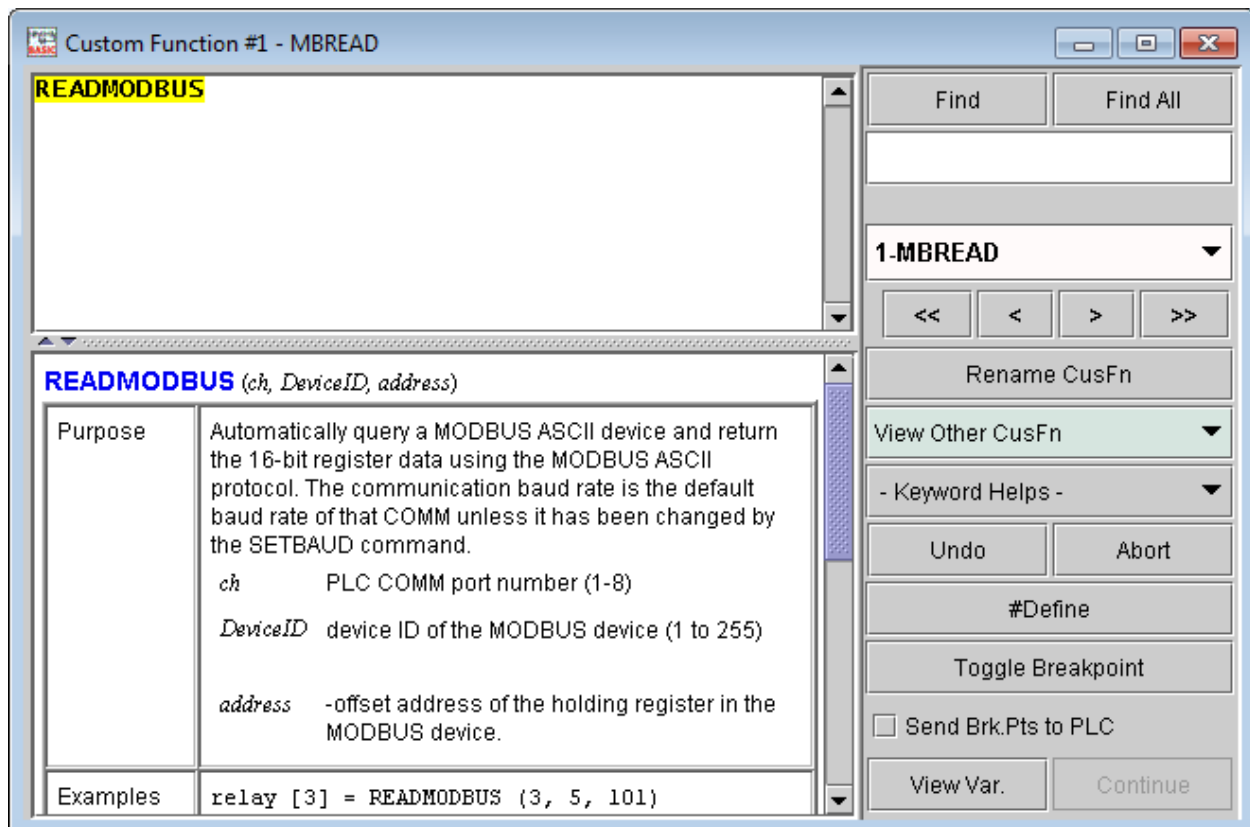 Custom Function #1 - MBREAD
READMODBUS
READMODBUS (ch, DeviceID, address)
Purpose
Automatically query a MODBUS ASCII device and return
the 16-bit register data using the MODBUS ASCII
protocol. The communication baud rate is the default
baud rate of that COMM unless it has been changed by
the SETBAUD command.
ch PLC COMM port number (1-8)
DeviceID device ID of the MODBUS device (1 to 255)
address -offset address of the holding register in the
MODBUS device.
Examples
relay [3] = READMODBUS (3, 5, 101)
Find Find All
1-MBREAD
<< < > >>
Rename CusFn
View Other CusFn
- Keyword Helps -
Undo Abort
#Define
Toggle Breakpoint
Send Brk.Pts to PLC
View Var. Continue